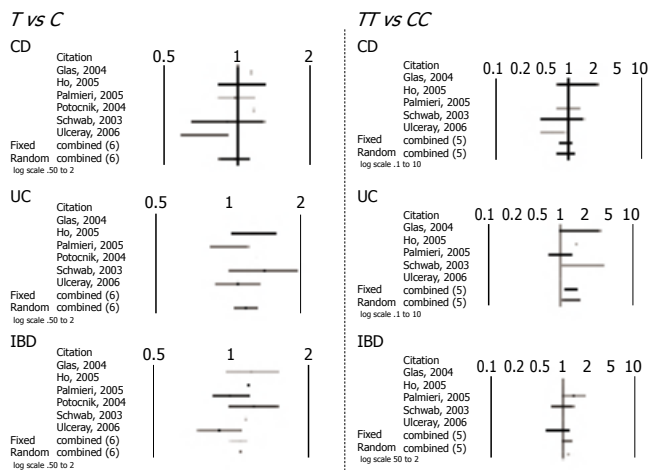 T vs C
CD
Citation 0.5 1 2
Glas, 2004
Ho, 2005
Palmieri, 2005
Potocnik, 2004
Schwab, 2003
Ulceray, 2006
Fixed combined (6)
Random combined (6)
log scale .50 to 2
UC
Citation 0.5 1 2
Glas, 2004
Ho, 2005
Palmieri, 2005
Potocnik, 2004
Schwab, 2003
Ulceray, 2006
Fixed combined (6)
Random combined (6)
log scale .50 to 2
IBD
Citation 0.5 1 2
Glas, 2004
Ho, 2005
Palmieri, 2005
Potocnik, 2004
Schwab, 2003
Ulceray, 2006
Fixed combined (6)
Random combined (6)
log scale .50 to 2
TT vs CC
CD
Citation 0.1 0.2 0.5 1 2 5 10
Glas, 2004
Ho, 2005
Palmieri, 2005
Schwab, 2003
Ulceray, 2006
Fixed combined (5)
Random combined (5)
log scale .1 to 10
UC
Citation 0.1 0.2 0.5 1 2 5 10
Glas, 2004
Ho, 2005
Palmieri, 2005
Schwab, 2003
Ulceray, 2006
Fixed combined (5)
Random combined (5)
log scale .1 to 10
IBD
Citation 0.1 0.2 0.5 1 2 5 10
Glas, 2004
Ho, 2005
Palmieri, 2005
Schwab, 2003
Ulceray, 2006
Fixed combined (5)
Random combined (5)
log scale 50 to 2